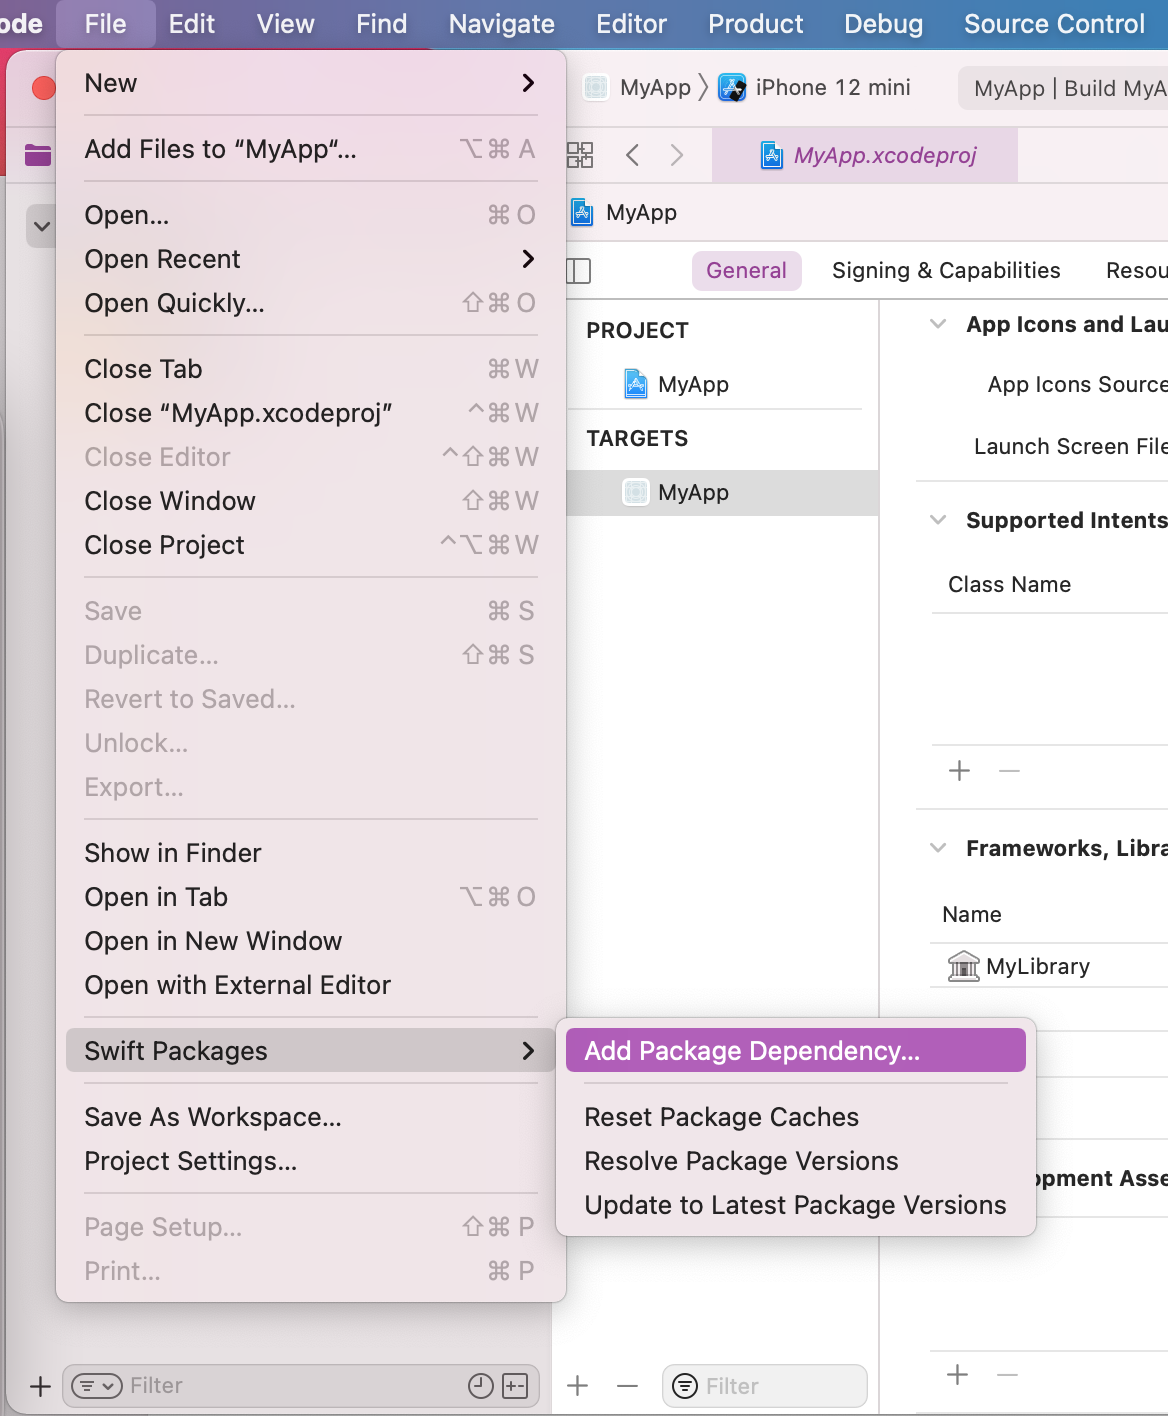 ode File Edit View Find Navigate Editor Product Debug Source Control
New
Add Files to “MyApp“... ⌥⌘ A
Open... ⌘ O
Open Recent
Open Quickly... ⇧⌘ O
Close Tab ⌘ W
Close “MyApp.xcodeproj” ^⌘ W
Close Editor ^⇧⌘ W
Close Window ⇧⌘ W
Close Project ^⌥⌘ W
Save ⌘ S
Duplicate... ⇧⌘ S
Revert to Saved...
Unlock...
Export...
Show in Finder
Open in Tab ⌥⌘ O
Open in New Window
Open with External Editor
Swift Packages
Save As Workspace...
Project Settings...
Page Setup... ⇧⌘ P
Print... ⌘ P
Add Package Dependency...
Reset Package Caches
Resolve Package Versions
Update to Latest Package Versions
MyApp iPhone 12 mini
MyApp | Build MyA
MyApp.xcodeproj
MyApp
General Signing & Capabilities Resou
PROJECT
MyApp
TARGETS
MyApp
App Icons and Lau
App Icons Source
Launch Screen File
Supported Intents
Class Name
Frameworks, Libra
Name
MyLibrary
opment Asse
Filter
Filter